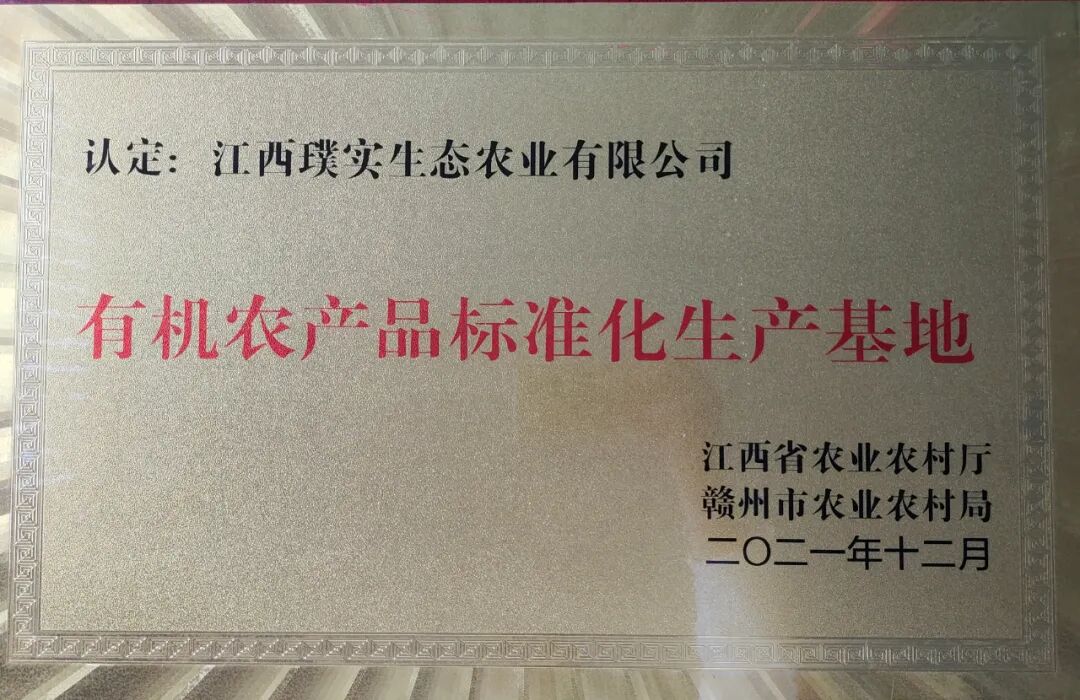 认定：江西璞实生态农业有限公司
有机农产品标准化生产基地
江西省农业农村厅
赣州市农业农村局
二〇二一年十二月